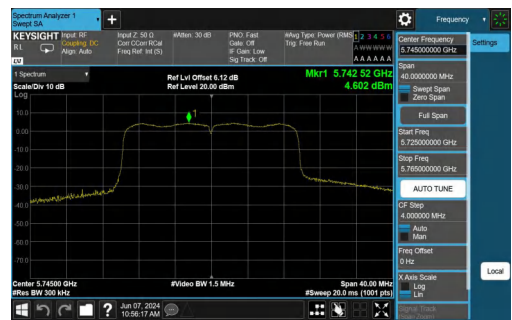 Spectrum Analyzer 1
Swept SA
Frequency
KEYSIGHT
Input: RF
Input Z: 50 Ω
#Atten: 30 dB
PNO: Fast
#Avg Type: Power (RMS
1 2 3 4 5 6
RL
Coupling: DC
Corr CCorr RCal
Gate: Off
Trig: Free Run
Align: Auto
Freq Ref: Int (S)
IF Gain: Low
A W W W W W
Sig Track: Off
A A A A A A
LXI
1 Spectrum
Ref Lvl Offset 6.12 dB
Mkr1 5.742 52 GHz
Scale/Div 10 dB
Ref Level 20.00 dBm
4.602 dBm
Log
10.0
0.00
-10.0
-20.0
-30.0
-40.0
-50.0
-60.0
-70.0
1
Center 5.74500 GHz
#Video BW 1.5 MHz
Span 40.00 MHz
#Res BW 300 kHz
#Sweep 20.0 ms (1001 pts)
Jun 07, 2024
10:56:17 AM
Center Frequency
5.745000000 GHz
Settings
Span
40.0000000 MHz
Swept Span
Zero Span
Full Span
Start Freq
5.725000000 GHz
Stop Freq
5.765000000 GHz
AUTO TUNE
CF Step
4.000000 MHz
Auto
Man
Freq Offset
0 Hz
X Axis Scale
Log
Lin
Local
Signal Track